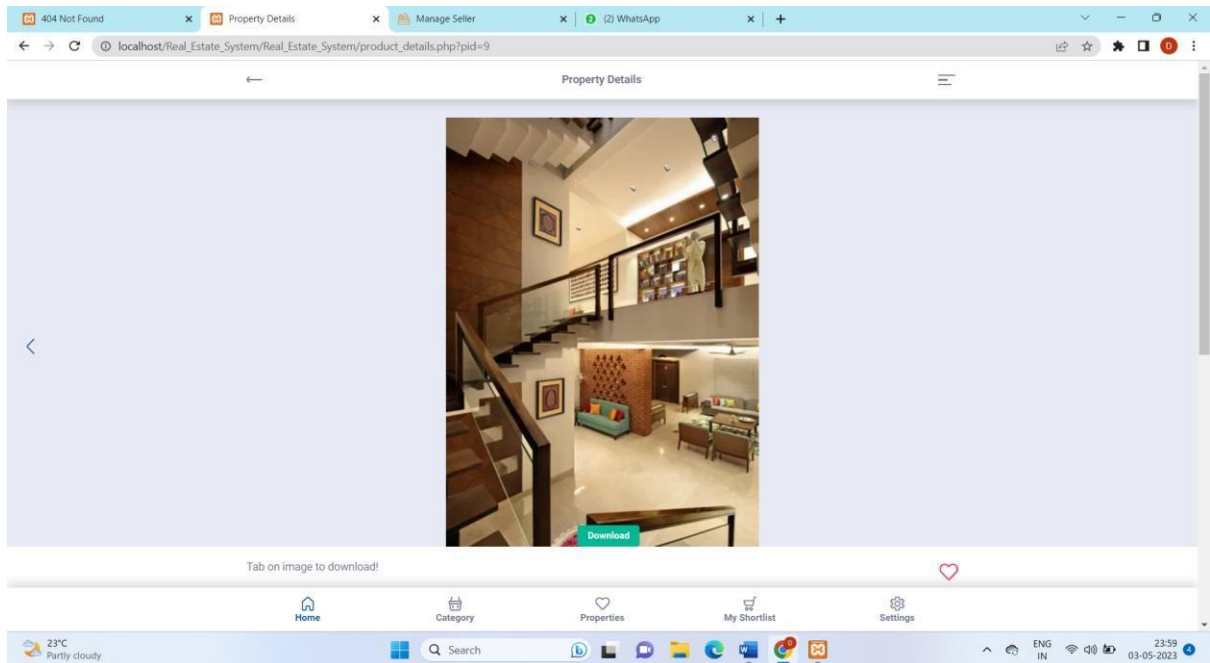 404 Not Found
Property Details
Manage Seller
(2) WhatsApp
localhost/Real_Estate_System/Real_Estate_System/product_details.php?pid=9
D
Property Details
Download
Tab on image to download!
Home
Category
Properties
My Shortlist
Settings
23°C
Partly cloudy
Search
ENG
IN
23:59
03-05-2023
4